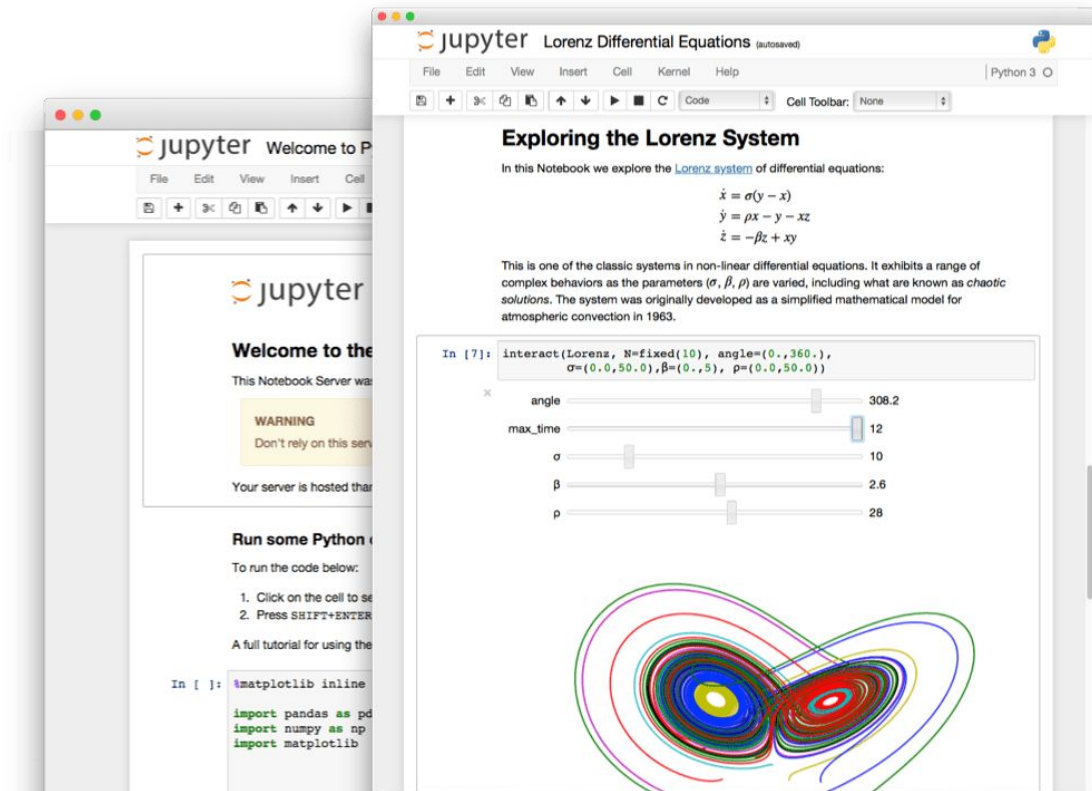 jupyter Lorenz Differential Equations (autosaved)
File Edit View Insert Cell Kernel Help Python 3
Code Cell Toolbar: None
Exploring the Lorenz System
In this Notebook we explore the Lorenz system of differential equations:
ẋ = σ(y − x)
ẏ = ρx − y − xz
ż = −βz + xy
This is one of the classic systems in non-linear differential equations. It exhibits a range of
complex behaviors as the parameters (σ, β, ρ) are varied, including what are known as chaotic
solutions. The system was originally developed as a simplified mathematical model for
atmospheric convection in 1963.
In [7]: interact(Lorenz, N=fixed(10), angle=(0.,360.),
σ=(0.0,50.0),β=(0.,5), ρ=(0.0,50.0))
angle 308.2
max_time 12
σ 10
β 2.6
ρ 28
jupyter Welcome to
File Edit View Insert Cell
jupyter
Welcome to the
This Notebook Server
WARNING
Don't rely on this
Your server is hosted
Run some Python
To run the code below:
1. Click on the cell to
2. Press SHIFT+ENTER
A full tutorial for using the
In [ ]: %matplotlib inline
import pandas as pd
import numpy as np
import matplotlib